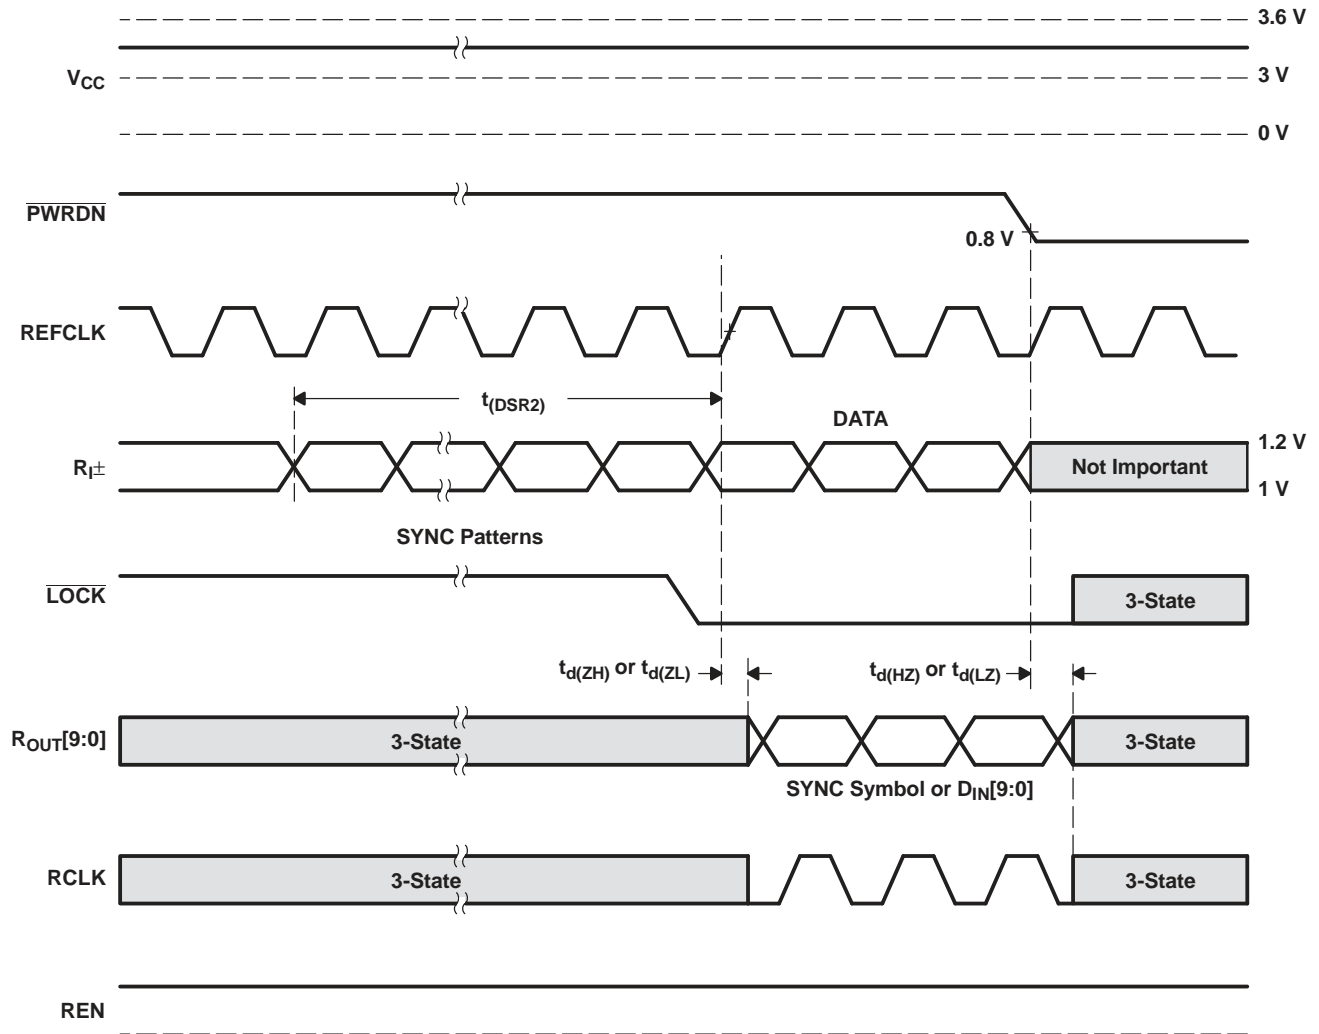 3.6 V
VCC
3 V
0 V
PWRDN
0.8 V
REFCLK
t(DSR2)
DATA
1.2 V
RI±
Not Important
1 V
SYNC Patterns
LOCK
3-State
td(ZH) or td(ZL)
td(HZ) or td(LZ)
ROUT[9:0]
3-State
3-State
SYNC Symbol or DIN[9:0]
RCLK
3-State
3-State
REN